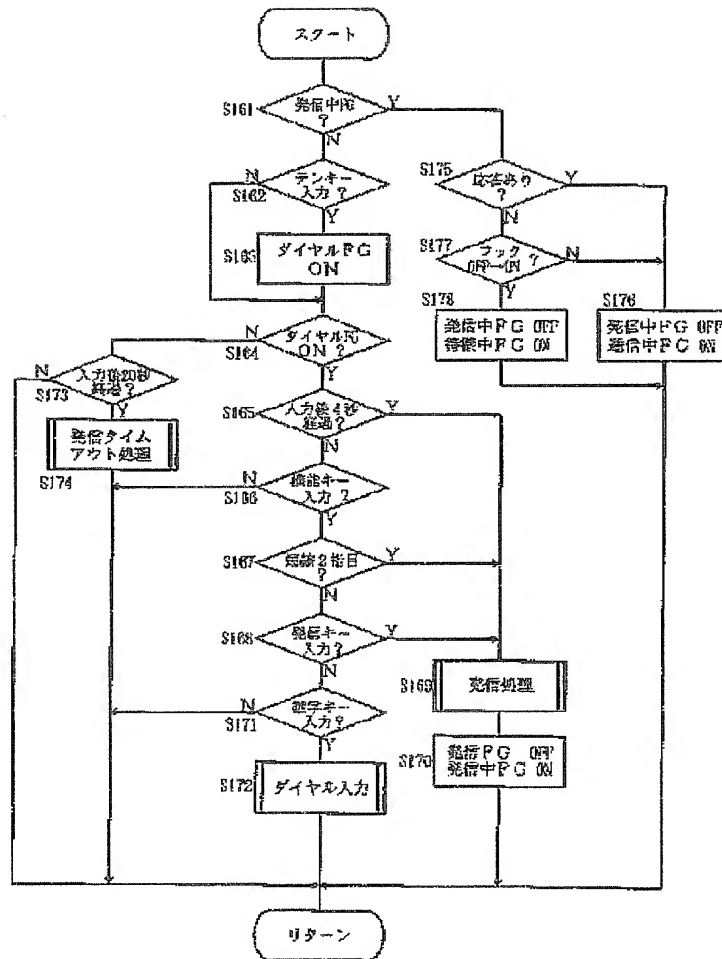 スタート
S161
発信中
?
Y
N
テンキー
入力?
N
S162
Y
ダイヤルFG
ON
S163
ダイヤルFG
ON ?
N
S164
Y
入力後20秒
経過?
N
S173
Y
発信タイム
アウト処理
S174
S165
入力後4秒
経過?
Y
N
機能キー
入力?
N
S166
Y
S167
短縮2桁目
?
Y
N
S168
発信キー
入力?
Y
N
数字キー
入力?
N
S171
Y
S172
ダイヤル入力
S169
発信処理
S170
発信FG OFF
発信中FG ON
S175
応答あり
?
Y
N
S177
フック
OFF→ON ?
N
Y
S178
発信中FG OFF
待機中FG ON
S176
発信中FG OFF
通信中FG ON
リターン